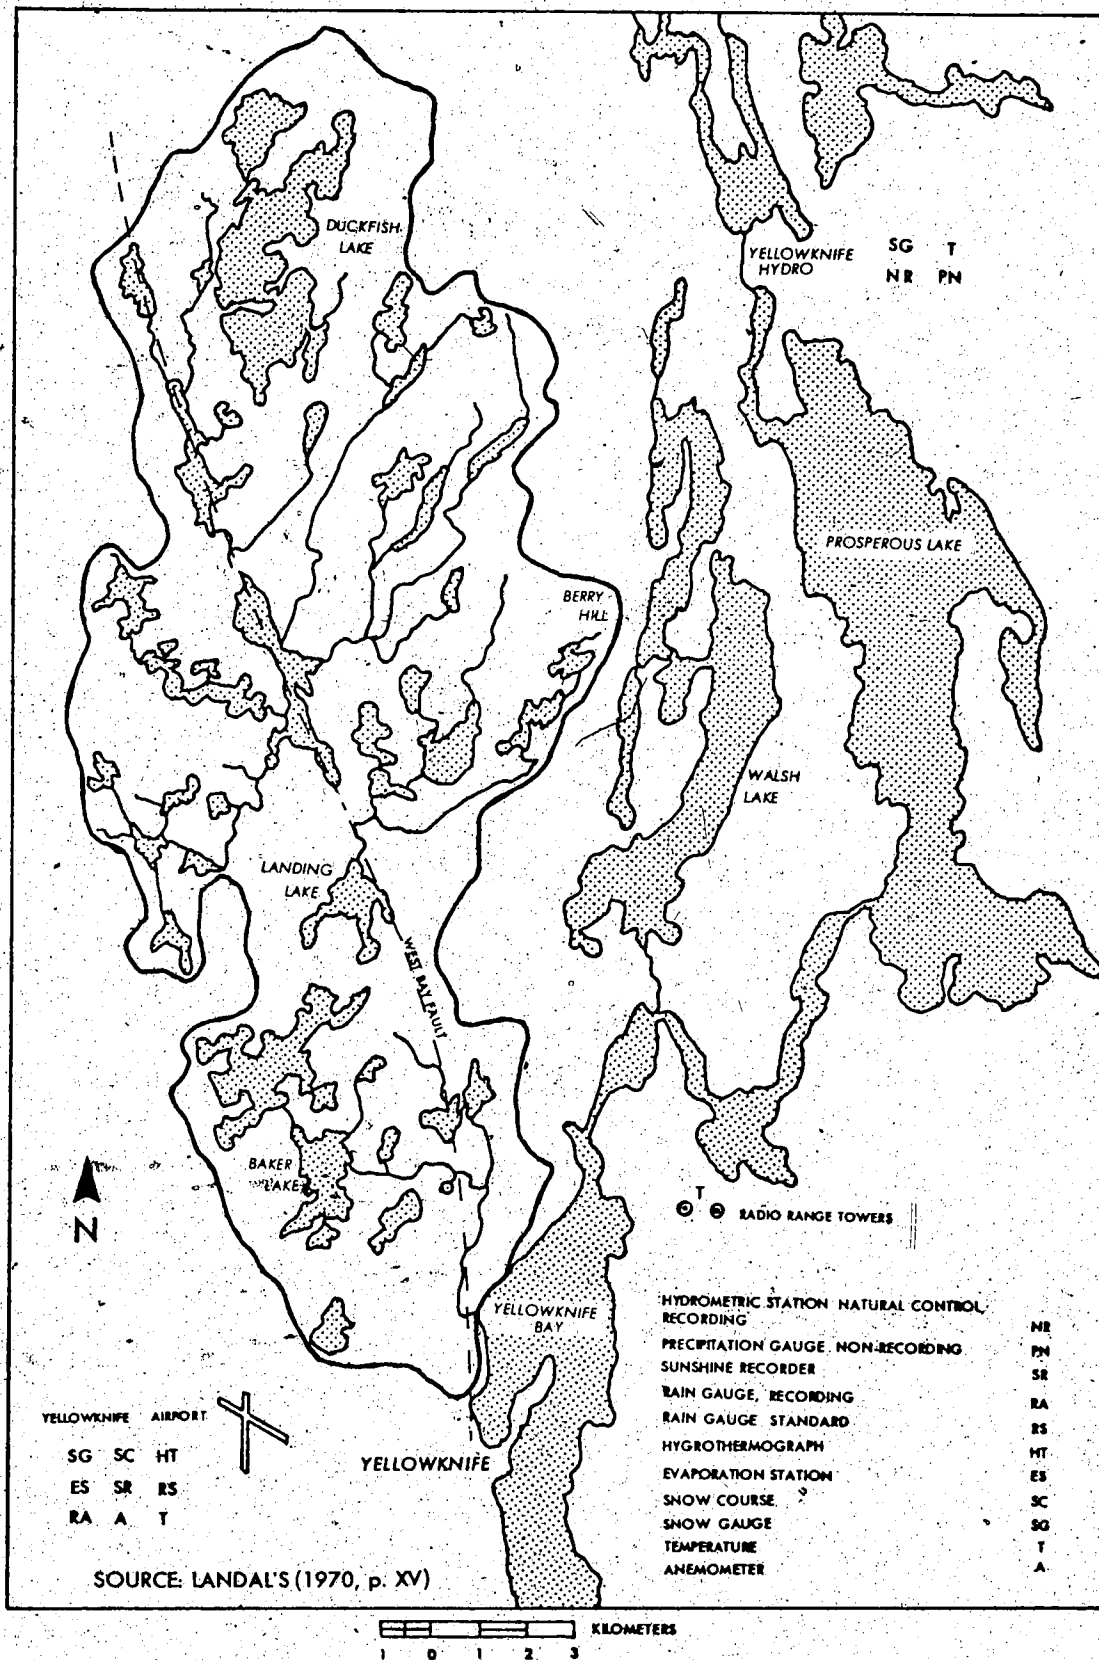 DUCKFISH
LAKE
YELLOWKNIFE
HYDRO
SG T
NR PN
PROSPEROUS LAKE
BERRY
HILL
WALSH
LAKE
LANDING
LAKE
WEST BAY FAULT
BAKER
LAKE
N
T
RADIO RANGE TOWERS
YELLOWKNIFE
BAY
HYDROMETRIC STATION NATURAL CONTROL,
RECORDING NR
PRECIPITATION GAUGE NON-RECORDING PN
SUNSHINE RECORDER SR
RAIN GAUGE, RECORDING RA
RAIN GAUGE STANDARD RS
HYGROTHERMOGRAPH HT
EVAPORATION STATION ES
SNOW COURSE SC
SNOW GAUGE SG
TEMPERATURE T
ANEMOMETER A
YELLOWKNIFE AIRPORT
SG SC HT
ES SR RS
RA A T
YELLOWKNIFE
SOURCE: LANDAL'S (1970, p. XV)
KILOMETERS
1 0 1 2 3